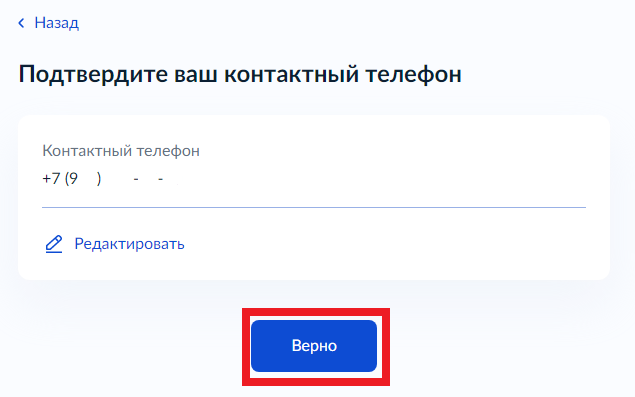 Назад
Подтвердите ваш контактный телефон
Контактный телефон
+7 (9 ) - -
Редактировать
Верно